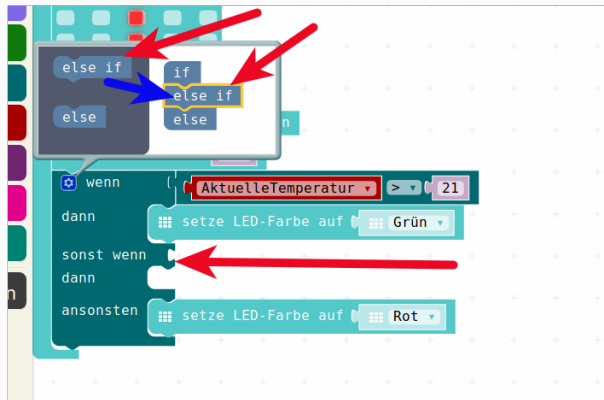 else if
if
else if
else
else
n
wenn AktuelleTemperatur ▾ > ▾ 21
dann setze LED-Farbe auf Grün ▾
sonst wenn
dann
n
ansonsten setze LED-Farbe auf Rot ▾